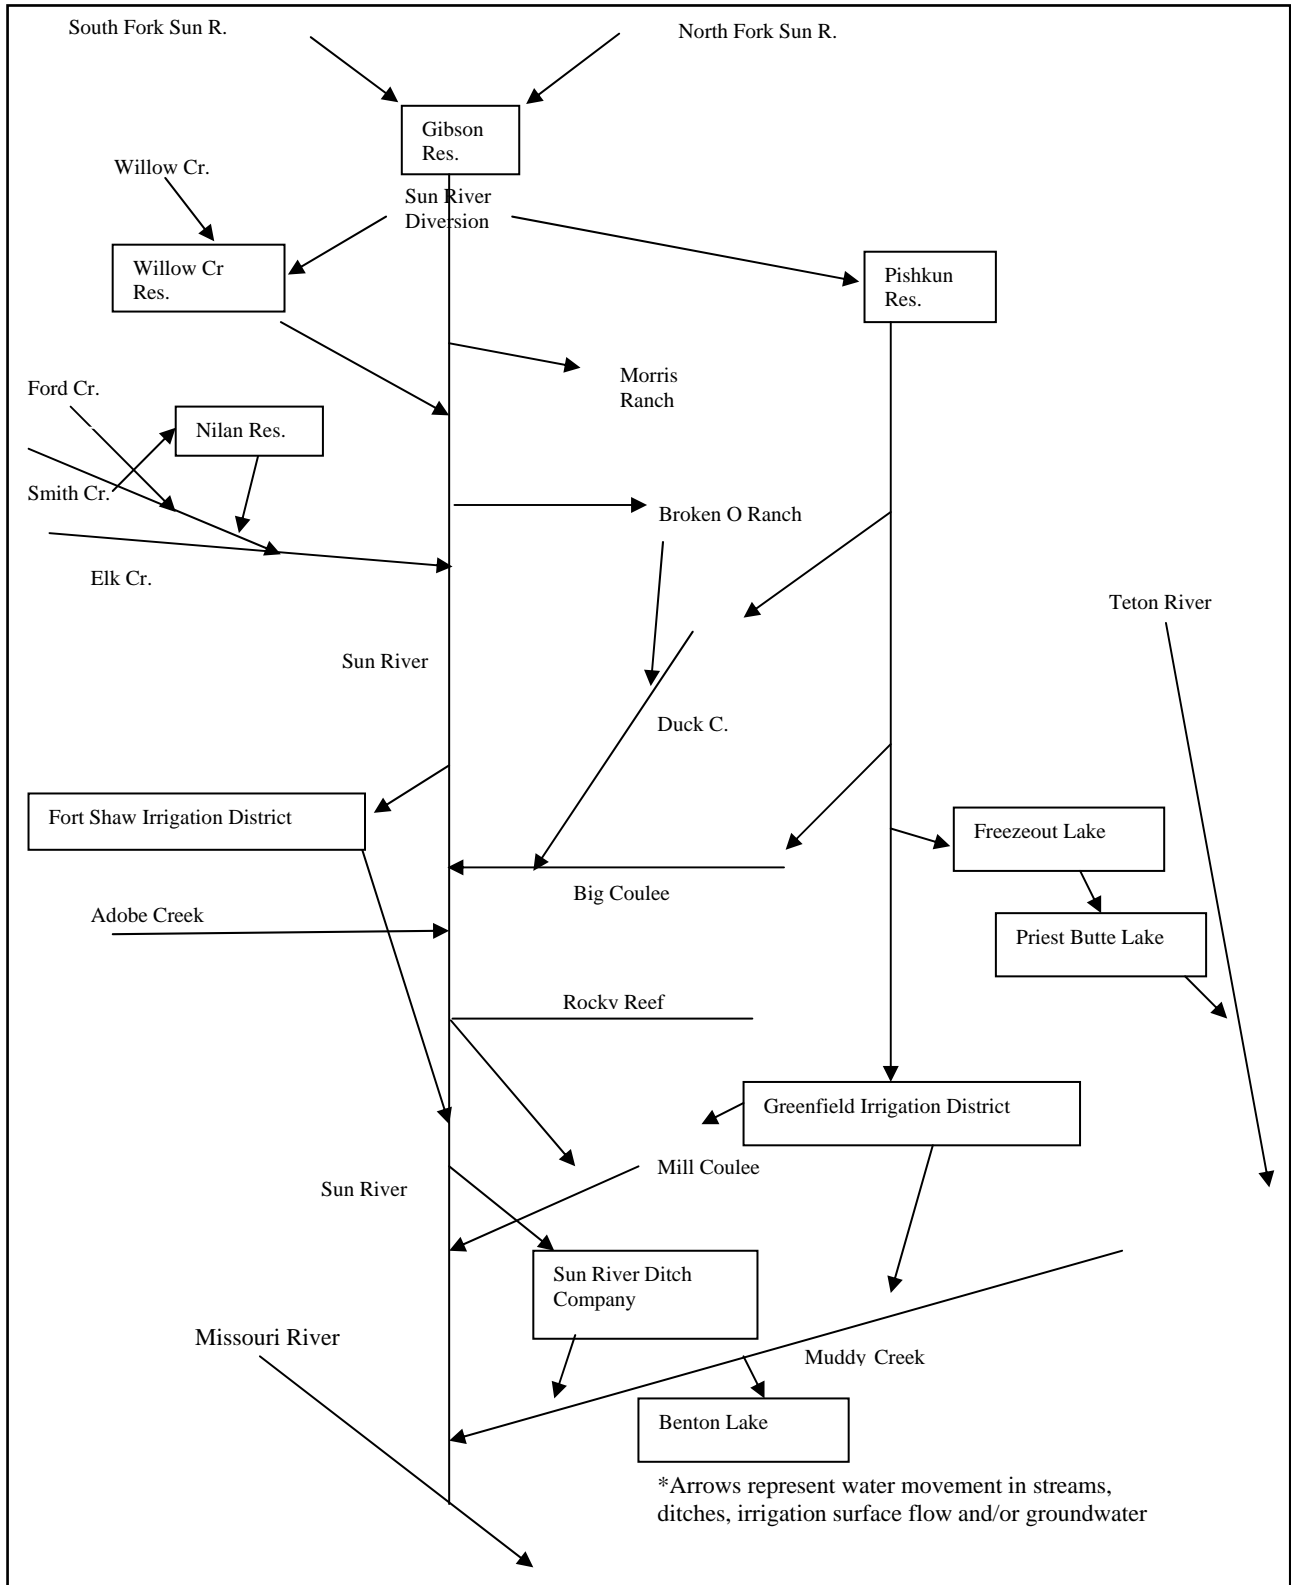 South Fork Sun R.
North Fork Sun R.
Gibson
Res.
Willow Cr.
Sun River
Diversion
Willow Cr
Res.
Pishkun
Res.
Morris
Ranch
Ford Cr.
Nilan Res.
Smith Cr.
Broken O Ranch
Elk Cr.
Teton River
Sun River
Duck C.
Fort Shaw Irrigation District
Freezeout Lake
Big Coulee
Adobe Creek
Priest Butte Lake
Rocky Reef
Greenfield Irrigation District
Mill Coulee
Sun River
Sun River Ditch
Company
Missouri River
Muddy Creek
Benton Lake
*Arrows represent water movement in streams,
ditches, irrigation surface flow and/or groundwater